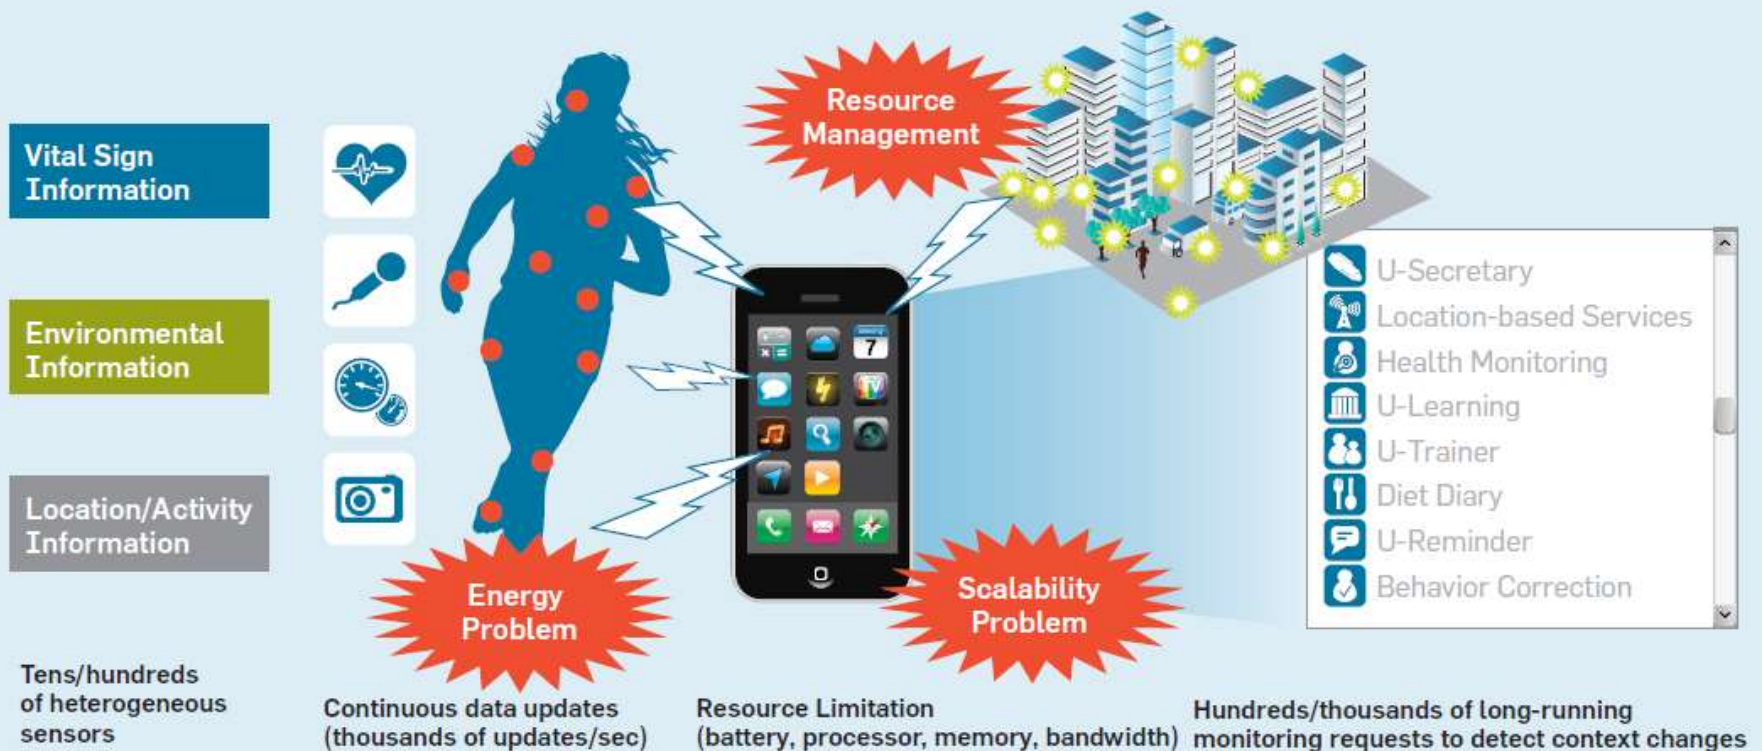 Resource
Management
Vital Sign
Information
Environmental
Information
Location/Activity
Information
7
TV
U-Secretary
Location-based Services
Health Monitoring
U-Learning
U-Trainer
Diet Diary
U-Reminder
Behavior Correction
Energy
Problem
Scalability
Problem
Tens/hundreds
of heterogeneous
sensors
Continuous data updates
(thousands of updates/sec)
Resource Limitation
(battery, processor, memory, bandwidth)
Hundreds/thousands of long-running
monitoring requests to detect context changes